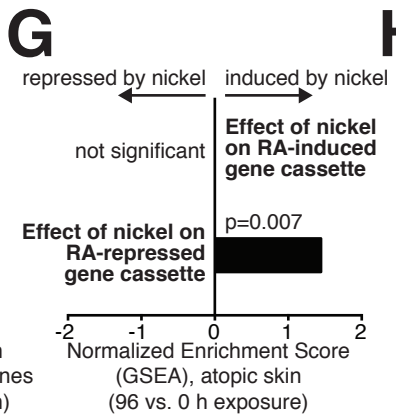 G
repressed by nickel
induced by nickel
not significant
Effect of nickel
on RA-induced
gene cassette
Effect of nickel on
RA-repressed
gene cassette
p=0.007
-2 -1 0 1 2
Normalized Enrichment Score
(GSEA), atopic skin
(96 vs. 0 h exposure)